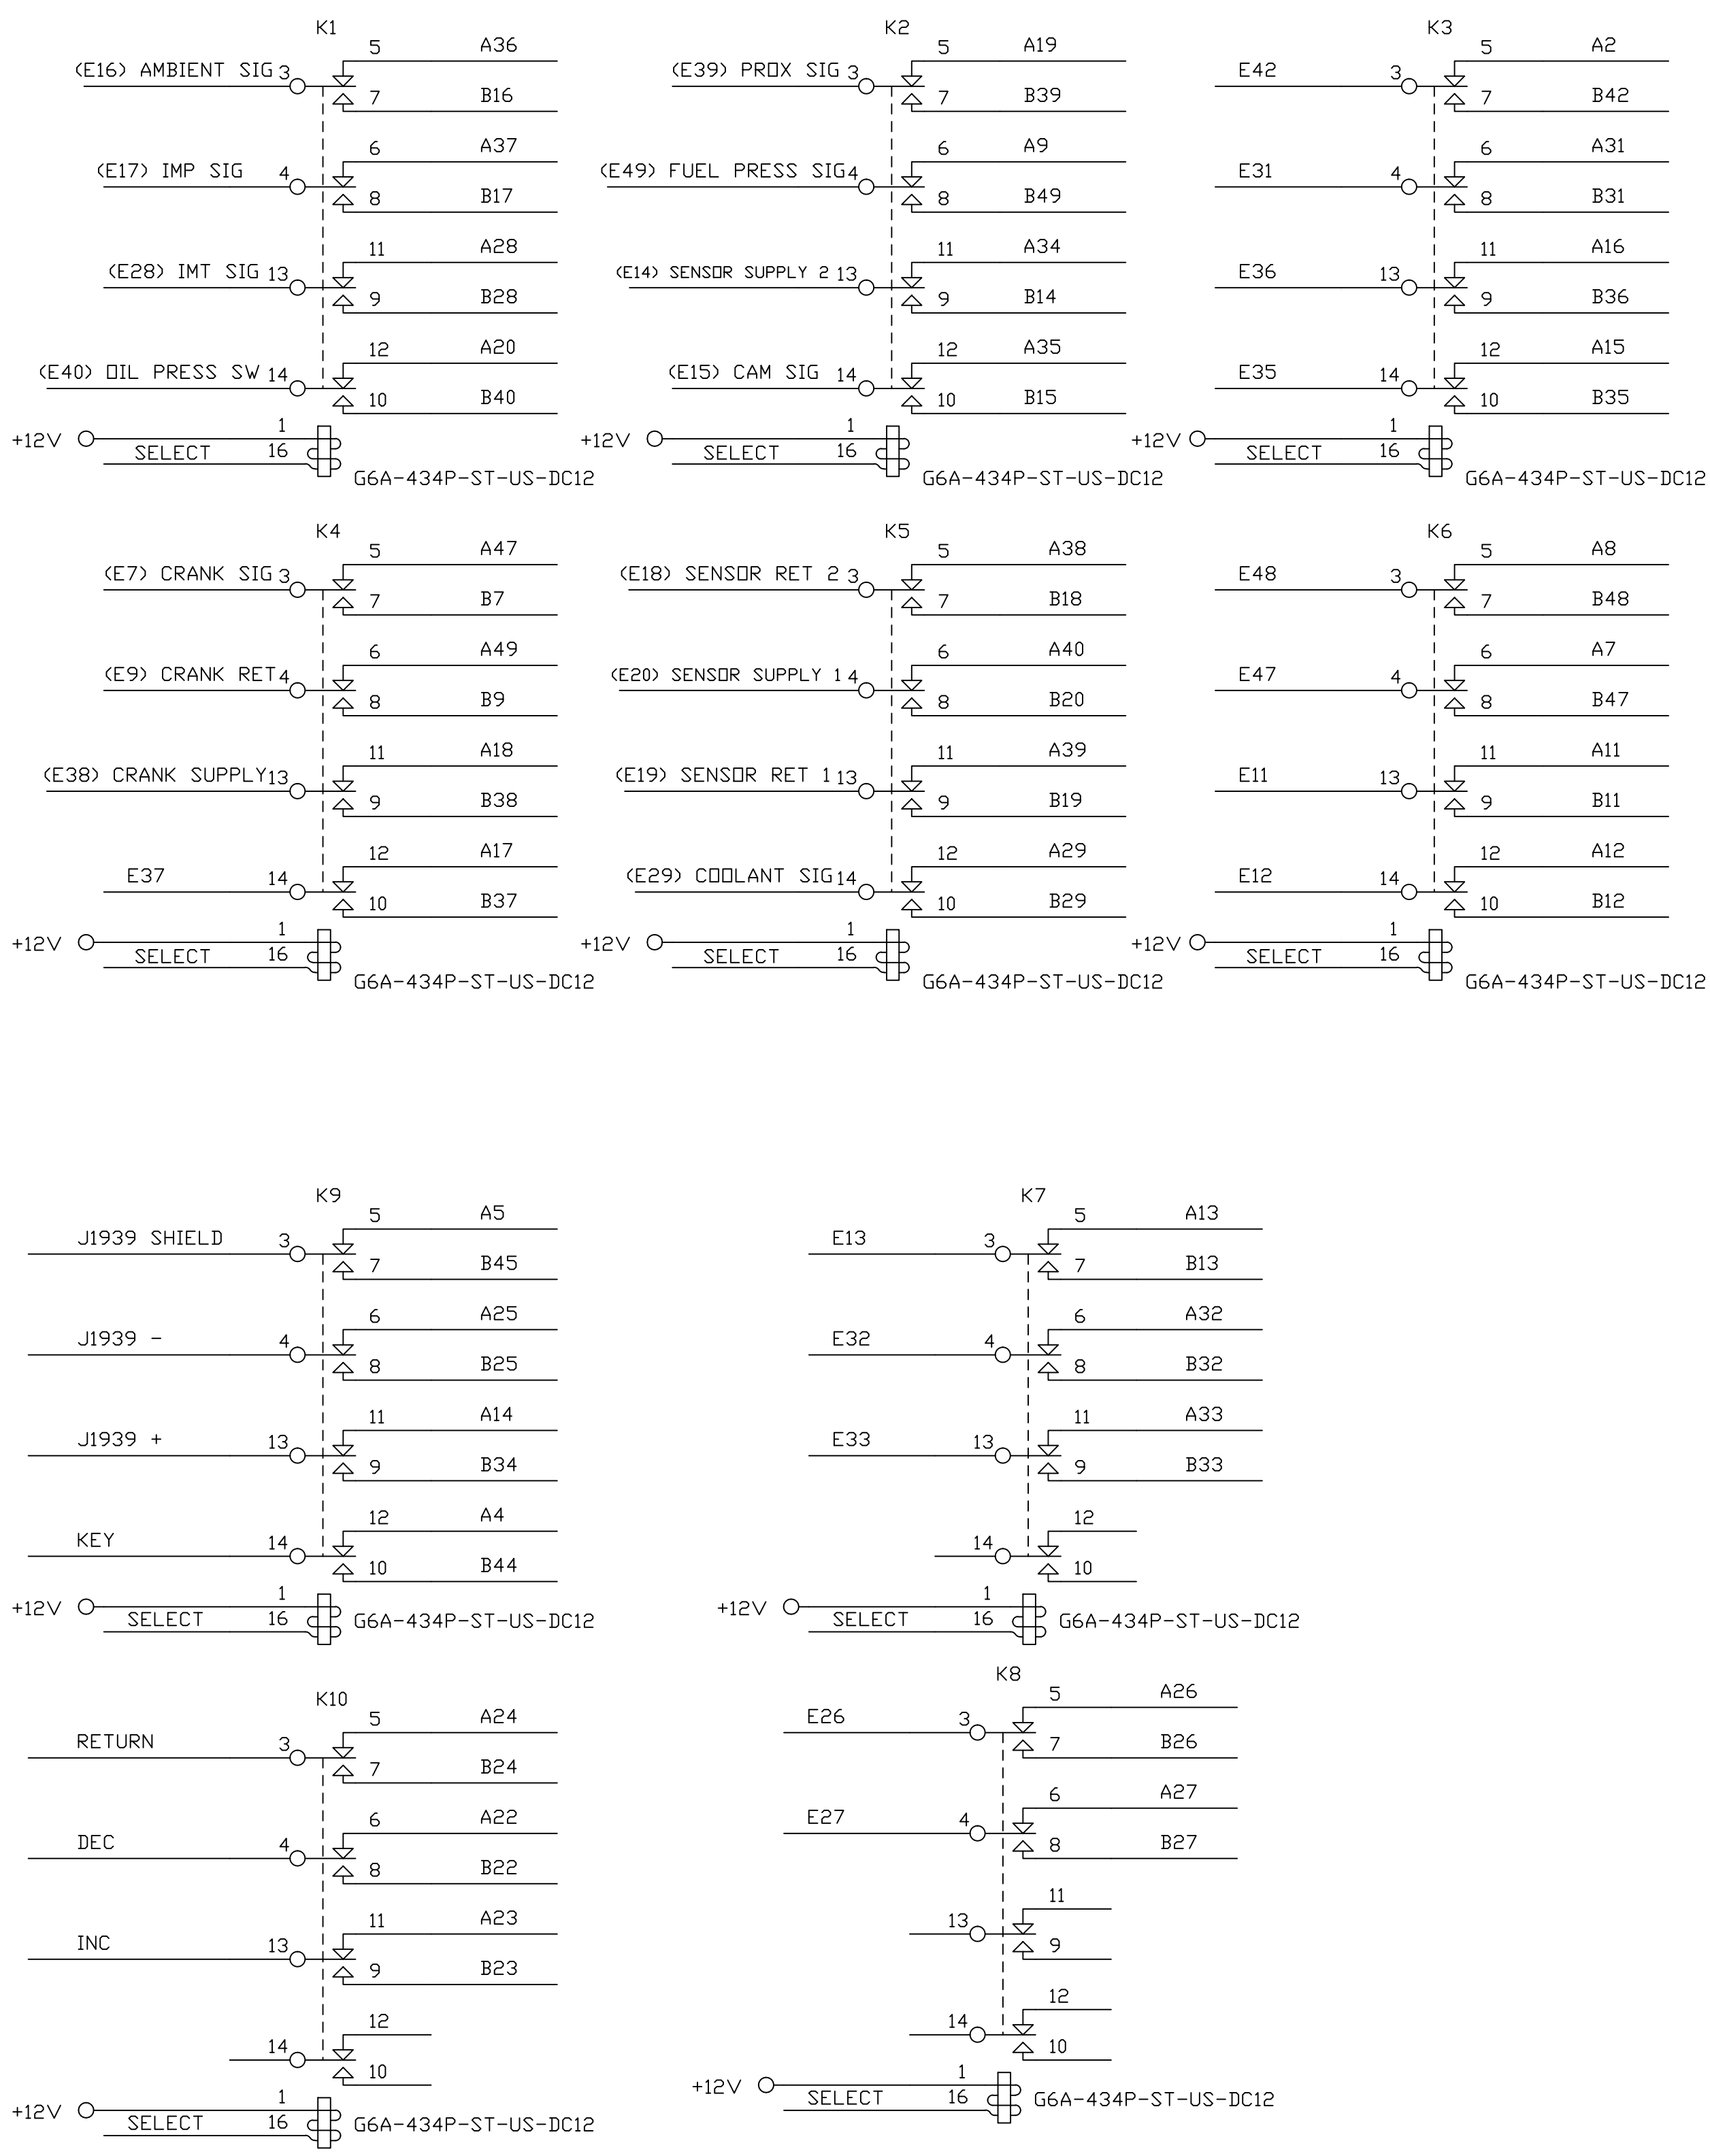 K1
5 A36
(E16) AMBIENT SIG 3
7 B16
6 A37
(E17) IMP SIG 4
8 B17
11 A28
(E28) IMT SIG 13
9 B28
12 A20
(E40) OIL PRESS SW 14
10 B40
1
+12V
SELECT 16
G6A-434P-ST-US-DC12
K2
5 A19
(E39) PROX SIG 3
7 B39
6 A9
(E49) FUEL PRESS SIG 4
8 B49
11 A34
(E14) SENSOR SUPPLY 2 13
9 B14
12 A35
(E15) CAM SIG 14
10 B15
1
+12V
SELECT 16
G6A-434P-ST-US-DC12
K3
5 A2
E42 3
7 B42
6 A31
E31 4
8 B31
11 A16
E36 13
9 B36
12 A15
E35 14
10 B35
1
+12V
SELECT 16
G6A-434P-ST-US-DC12
K4
5 A47
(E7) CRANK SIG 3
7 B7
6 A49
(E9) CRANK RET 4
8 B9
11 A18
(E38) CRANK SUPPLY 13
9 B38
12 A17
E37 14
10 B37
1
+12V
SELECT 16
G6A-434P-ST-US-DC12
K5
5 A38
(E18) SENSOR RET 2 3
7 B18
6 A40
(E20) SENSOR SUPPLY 1 4
8 B20
11 A39
(E19) SENSOR RET 1 13
9 B19
12 A29
(E29) COOLANT SIG 14
10 B29
1
+12V
SELECT 16
G6A-434P-ST-US-DC12
K6
5 A8
E48 3
7 B48
6 A7
E47 4
8 B47
11 A11
E11 13
9 B11
12 A12
E12 14
10 B12
1
+12V
SELECT 16
G6A-434P-ST-US-DC12
K9
5 A5
J1939 SHIELD 3
7 B45
6 A25
J1939 - 4
8 B25
11 A14
J1939 + 13
9 B34
12 A4
KEY 14
10 B44
1
+12V
SELECT 16
G6A-434P-ST-US-DC12
K7
5 A13
E13 3
7 B13
6 A32
E32 4
8 B32
11 A33
E33 13
9 B33
12
14
10
1
+12V
SELECT 16
G6A-434P-ST-US-DC12
K10
5 A24
RETURN 3
7 B24
6 A22
DEC 4
8 B22
11 A23
INC 13
9 B23
12
14
10
1
+12V
SELECT 16
G6A-434P-ST-US-DC12
K8
5 A26
E26 3
7 B26
6 A27
E27 4
8 B27
11
13
9
12
14
10
1
+12V
SELECT 16
G6A-434P-ST-US-DC12